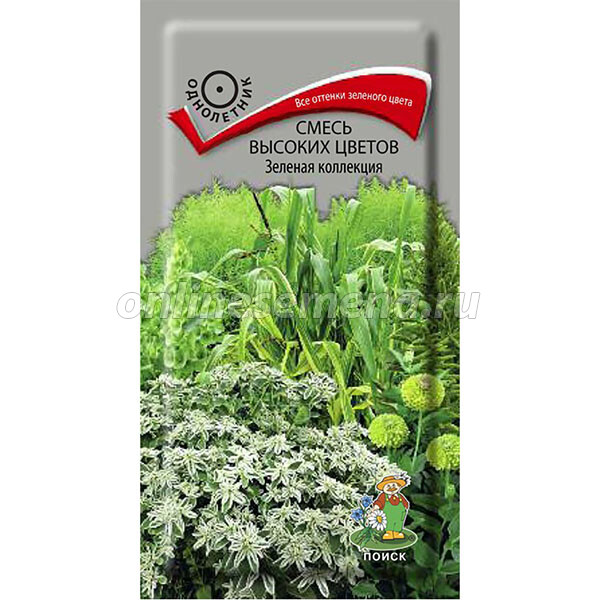 ОДНОЛЕТНИК
Все оттенки зеленого цвета
СМЕСЬ
ВЫСОКИХ ЦВЕТОВ
Зеленая коллекция
onlinesemena.ru
ПОИСК